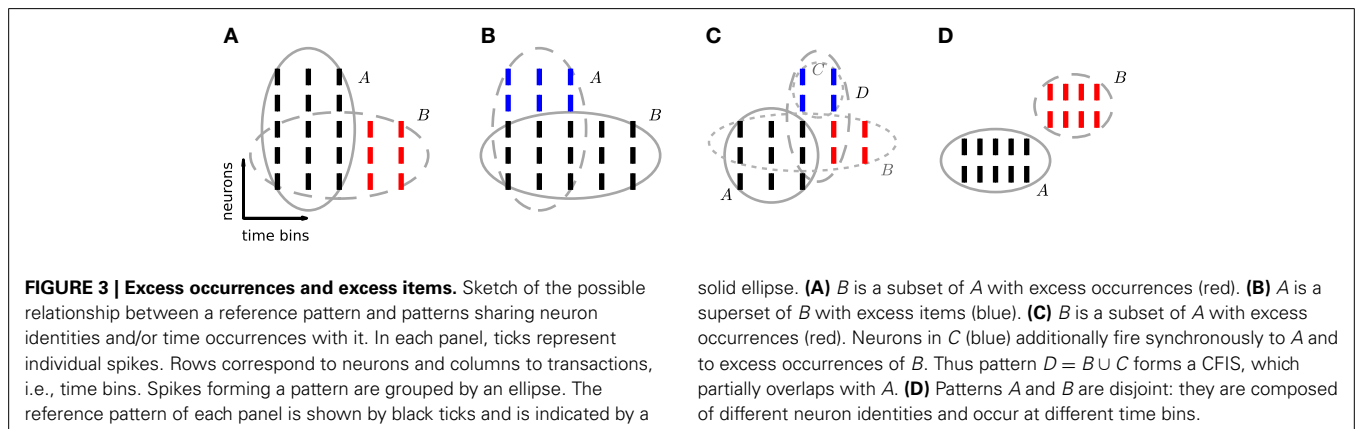 A
B
C
D
A
B
A
B
C
D
B
A
B
A
neurons
time bins
FIGURE 3 | Excess occurrences and excess items. Sketch of the possible
relationship between a reference pattern and patterns sharing neuron
identities and/or time occurrences with it. In each panel, ticks represent
individual spikes. Rows correspond to neurons and columns to transactions,
i.e., time bins. Spikes forming a pattern are grouped by an ellipse. The
reference pattern of each panel is shown by black ticks and is indicated by a
solid ellipse. (A) B is a subset of A with excess occurrences (red). (B) A is a
superset of B with excess items (blue). (C) B is a subset of A with excess
occurrences (red). Neurons in C (blue) additionally fire synchronously to A and
to excess occurrences of B. Thus pattern D = B ∪ C forms a CFIS, which
partially overlaps with A. (D) Patterns A and B are disjoint: they are composed
of different neuron identities and occur at different time bins.